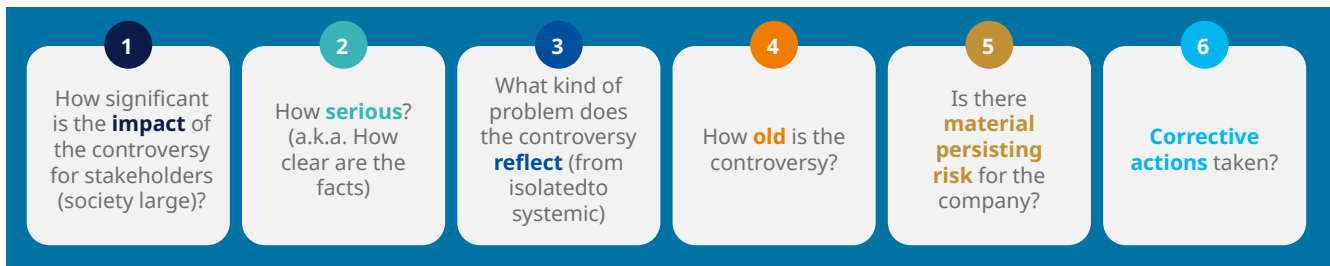 1
How significant
is the impact of
the controversy
for stakeholders
(society large)?
2
How serious?
(a.k.a. How
clear are the
facts)
3
What kind of
problem does
the controversy
reflect (from
isolatedto
systemic)
4
How old is the
controversy?
5
Is there
material
persisting
risk for the
company?
6
Corrective
actions taken?